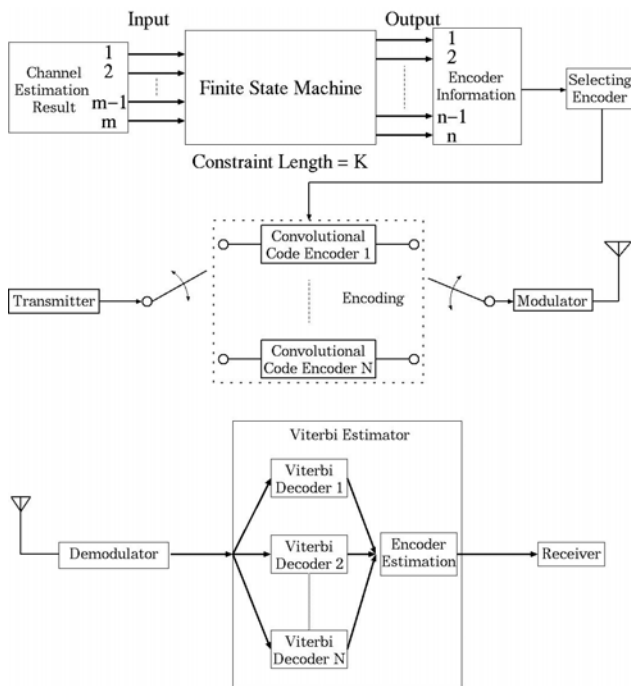 Input
Output
1
2
m-1
m
Channel
Estimation
Result
Finite State Machine
1
2
n-1
n
Encoder
Information
Selecting
Encoder
Constraint Length = K
Convolutional
Code Encoder 1
Transmitter
Encoding
Modulator
Convolutional
Code Encoder N
Viterbi Estimator
Viterbi
Decoder 1
Demodulator
Viterbi
Decoder 2
Encoder
Estimation
Receiver
Viterbi
Decoder N